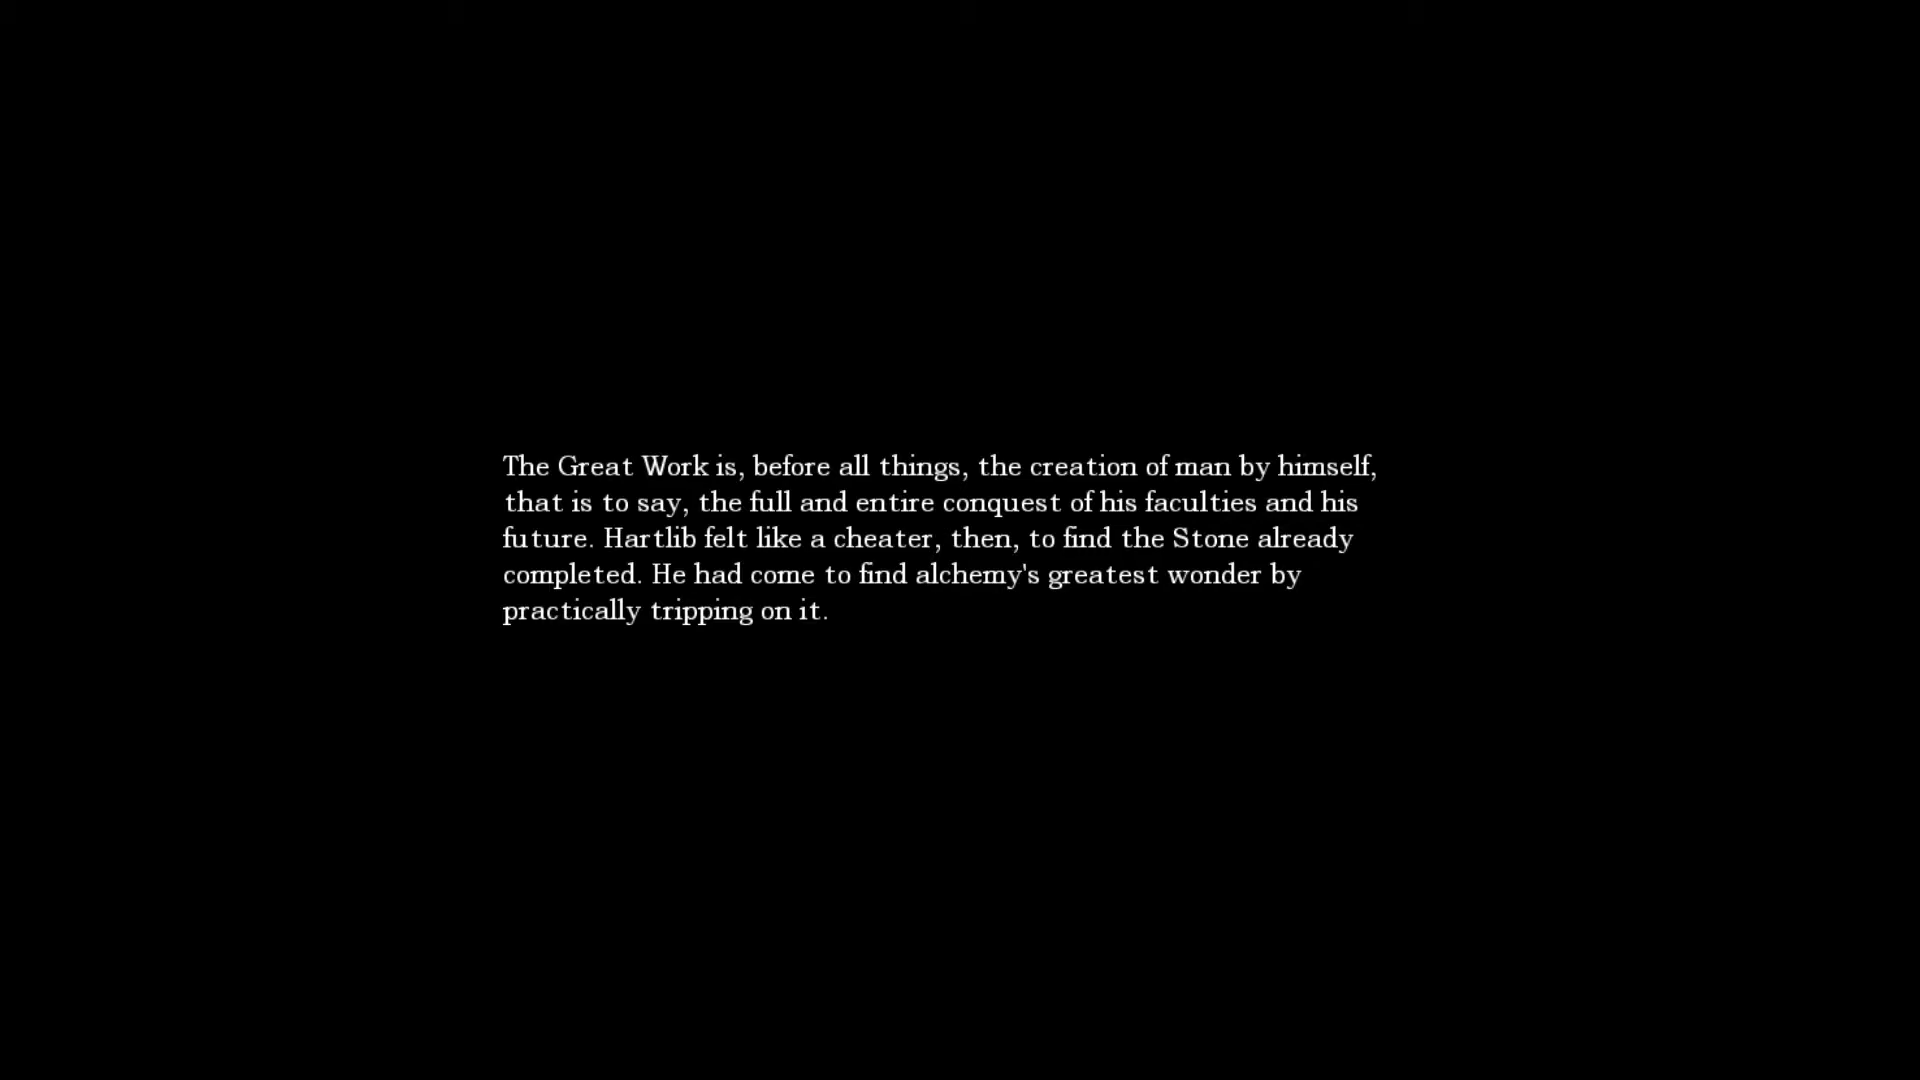 The Great Work is, before all things, the creation of man by himself,
that is to say, the full and entire conquest of his faculties and his
future. Hartlib felt like a cheater, then, to find the Stone already
completed. He had come to find alchemy's greatest wonder by
practically tripping on it.